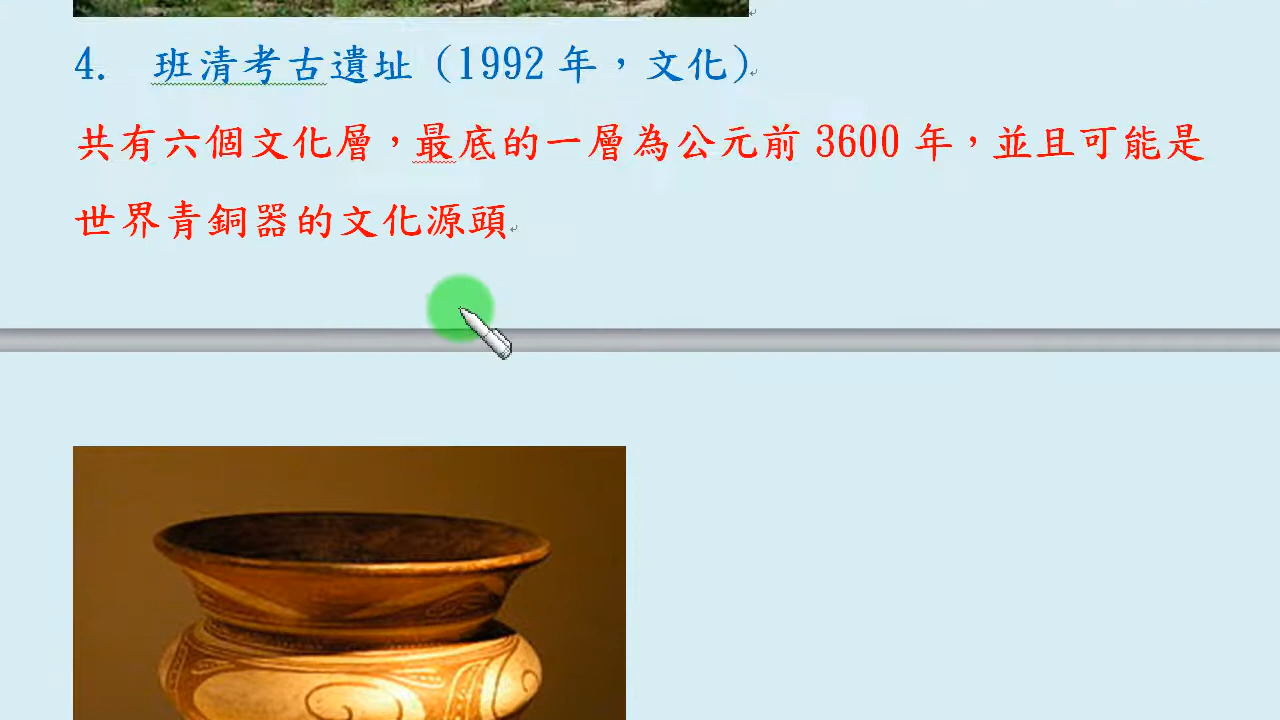 4. 班清考古遺址 (1992 年，文化)
共有六個文化層，最底的一層為公元前 3600 年，並且可能是
世界青銅器的文化源頭